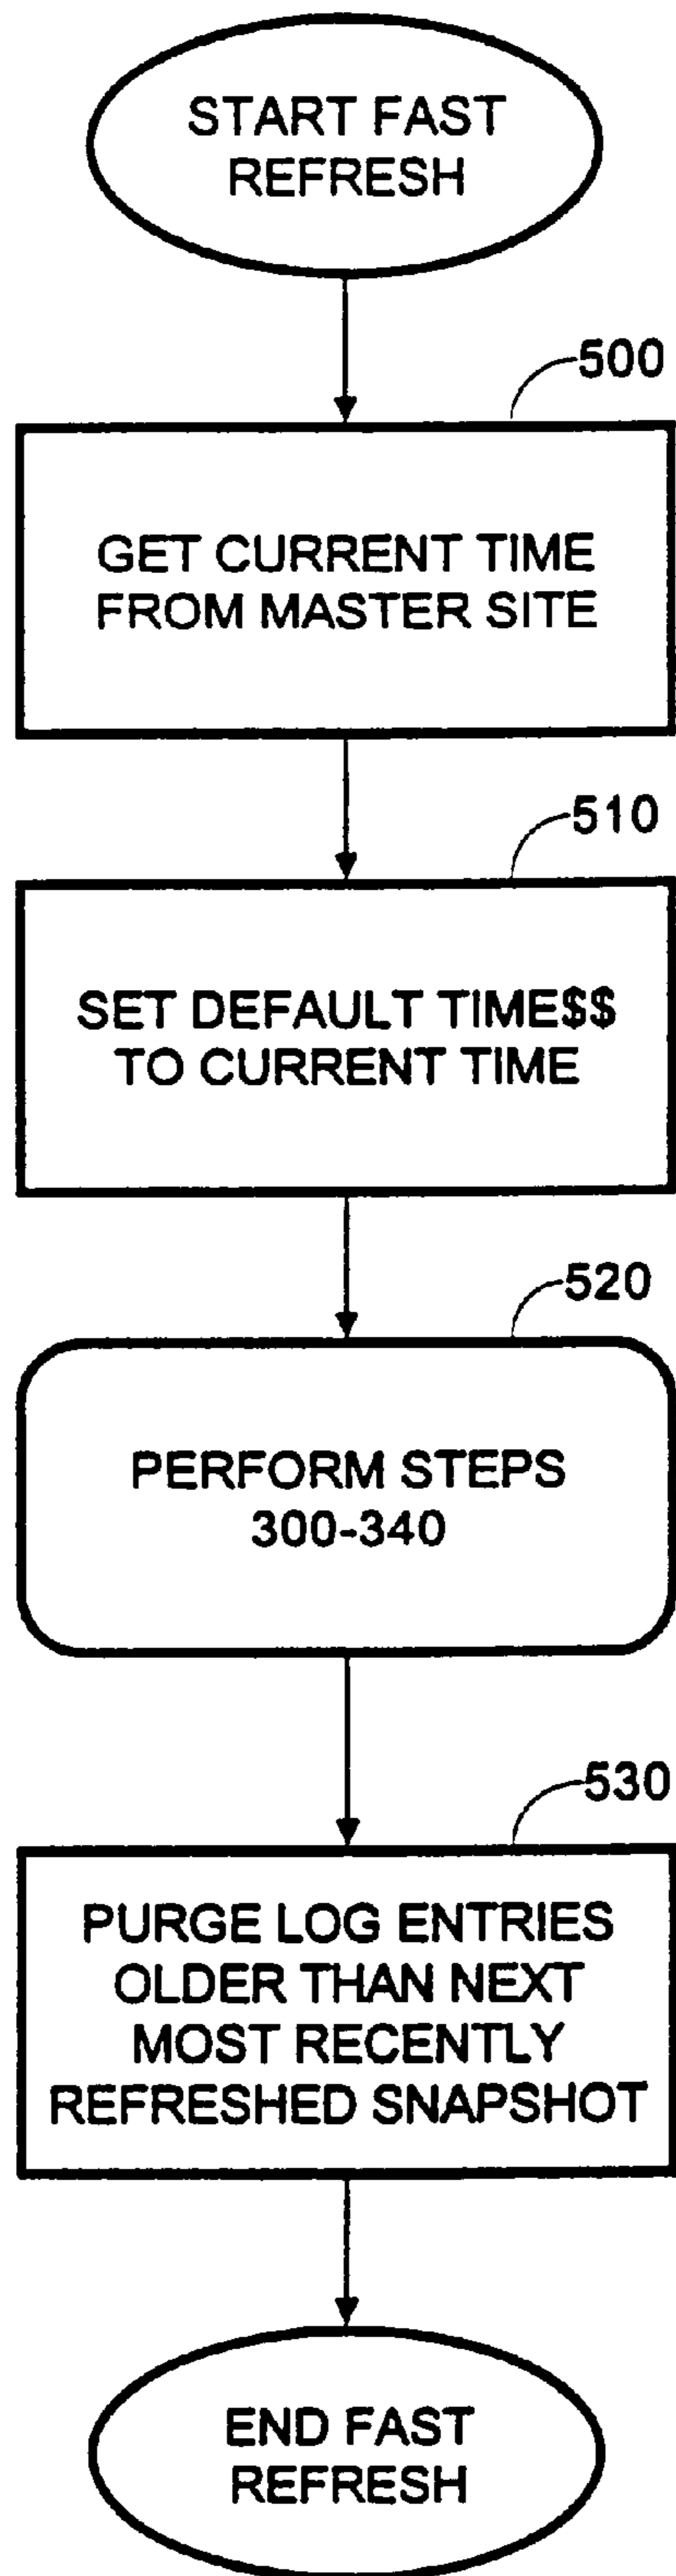 START FAST
REFRESH
500
GET CURRENT TIME
FROM MASTER SITE
510
SET DEFAULT TIME$$
TO CURRENT TIME
520
PERFORM STEPS
300-340
530
PURGE LOG ENTRIES
OLDER THAN NEXT
MOST RECENTLY
REFRESHED SNAPSHOT
END FAST
REFRESH